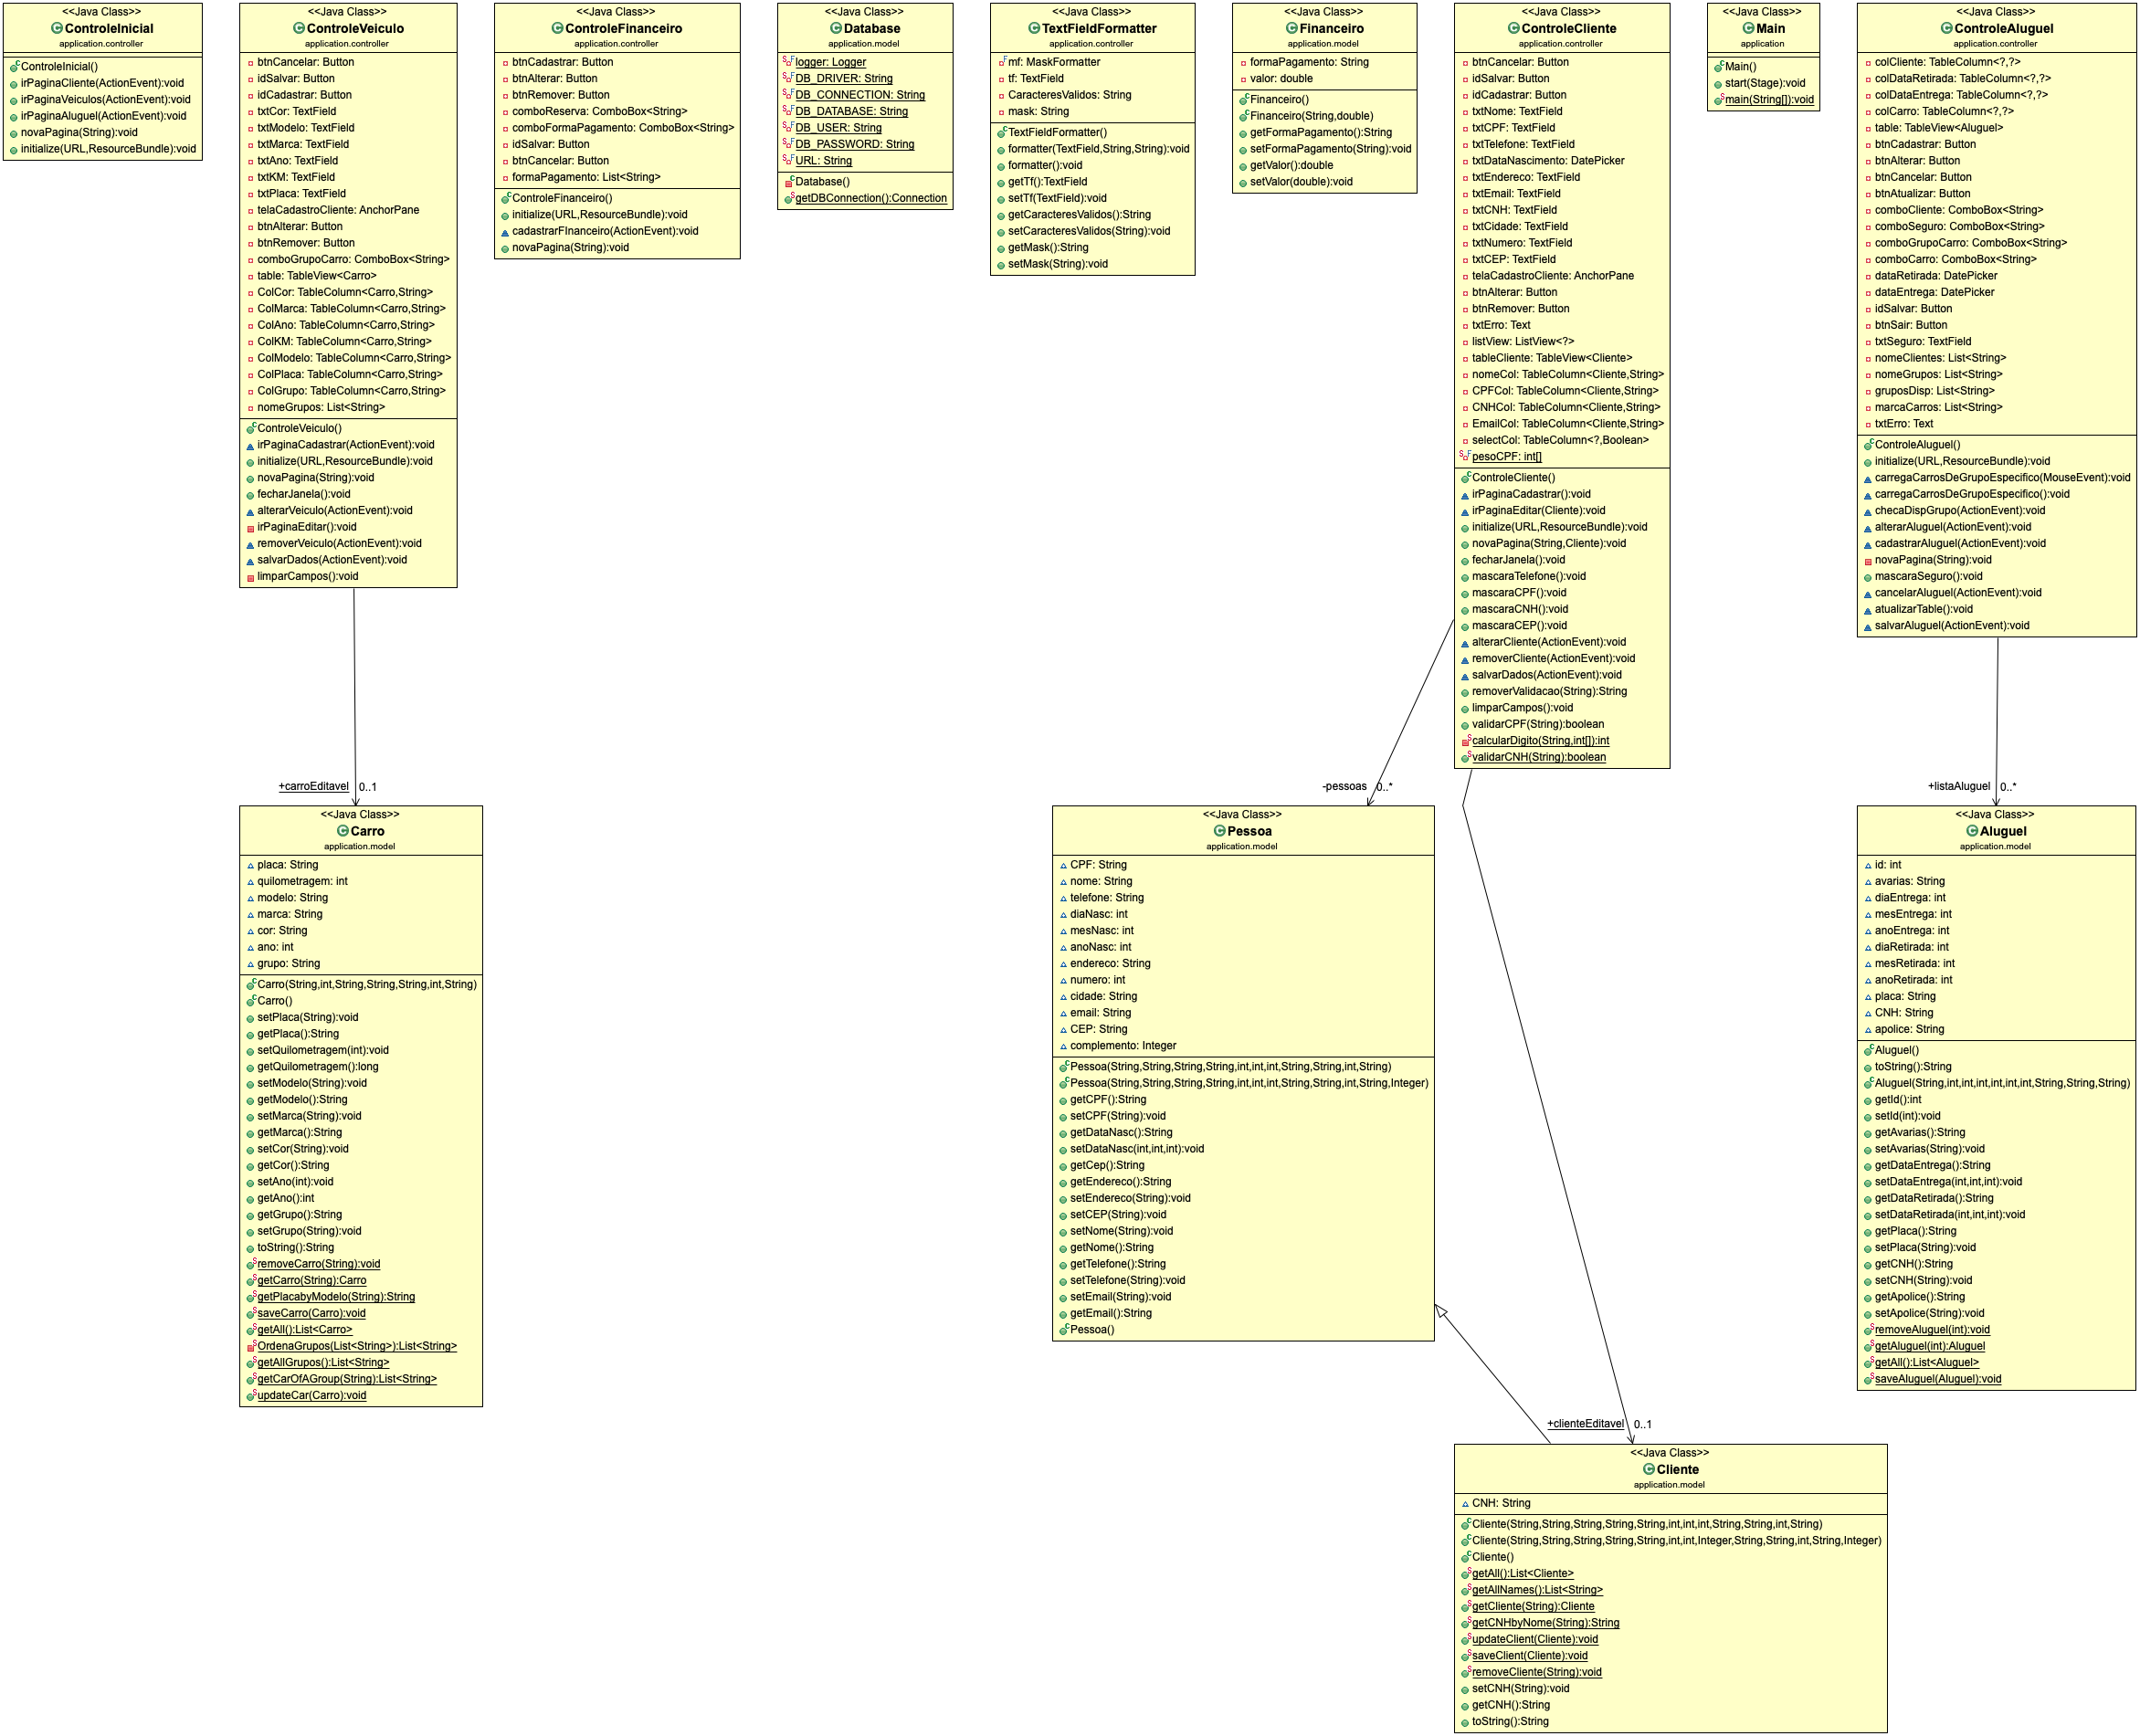 <<Java Class>>
ControleInicial
application.controller
ControleInicial()
irPaginaCliente(ActionEvent):void
irPaginaVeiculos(ActionEvent):void
irPaginaAluguel(ActionEvent):void
novaPagina(String):void
initialize(URL,ResourceBundle):void
<<Java Class>>
ControleVeiculo
application.controller
btnCancelar: Button
idSalvar: Button
idCadastrar: Button
txtCor: TextField
txtModelo: TextField
txtMarca: TextField
txtAno: TextField
txtKM: TextField
txtPlaca: TextField
telaCadastroCliente: AnchorPane
btnAlterar: Button
btnRemover: Button
comboGrupoCarro: ComboBox<String>
table: TableView<Carro>
ColCor: TableColumn<Carro,String>
ColMarca: TableColumn<Carro,String>
ColAno: TableColumn<Carro,String>
ColKM: TableColumn<Carro,String>
ColModelo: TableColumn<Carro,String>
ColPlaca: TableColumn<Carro,String>
ColGrupo: TableColumn<Carro,String>
nomeGrupos: List<String>
ControleVeiculo()
irPaginaCadastrar(ActionEvent):void
initialize(URL,ResourceBundle):void
novaPagina(String):void
fecharJanela():void
alterarVeiculo(ActionEvent):void
irPaginaEditar():void
removerVeiculo(ActionEvent):void
salvarDados(ActionEvent):void
limparCampos():void
<<Java Class>>
ControleFinanceiro
application.controller
btnCadastrar: Button
btnAlterar: Button
btnRemover: Button
comboReserva: ComboBox<String>
comboFormaPagamento: ComboBox<String>
idSalvar: Button
btnCancelar: Button
formaPagamento: List<String>
ControleFinanceiro()
initialize(URL,ResourceBundle):void
cadastrarFInanceiro(ActionEvent):void
novaPagina(String):void
<<Java Class>>
Database
application.model
logger: Logger
DB_DRIVER: String
DB_CONNECTION: String
DB_DATABASE: String
DB_USER: String
DB_PASSWORD: String
URL: String
Database()
getDBConnection():Connection
<<Java Class>>
TextFieldFormatter
application.controller
mf: MaskFormatter
tf: TextField
CaracteresValidos: String
mask: String
TextFieldFormatter()
formatter(TextField,String,String):void
formatter():void
getTf():TextField
setTf(TextField):void
getCaracteresValidos():String
setCaracteresValidos(String):void
getMask():String
setMask(String):void
<<Java Class>>
Financeiro
application.model
formaPagamento: String
valor: double
Financeiro()
Financeiro(String,double)
getFormaPagamento():String
setFormaPagamento(String):void
getValor():double
setValor(double):void
<<Java Class>>
ControleCliente
application.controller
btnCancelar: Button
idSalvar: Button
idCadastrar: Button
txtNome: TextField
txtCPF: TextField
txtTelefone: TextField
txtDataNascimento: DatePicker
txtEndereco: TextField
txtEmail: TextField
txtCNH: TextField
txtCidade: TextField
txtNumero: TextField
txtCEP: TextField
telaCadastroCliente: AnchorPane
btnAlterar: Button
btnRemover: Button
txtErro: Text
listView: ListView<?>
tableCliente: TableView<Cliente>
nomeCol: TableColumn<Cliente,String>
CPFCol: TableColumn<Cliente,String>
CNHCol: TableColumn<Cliente,String>
EmailCol: TableColumn<Cliente,String>
selectCol: TableColumn<?,Boolean>
pesoCPF: int[]
ControleCliente()
irPaginaCadastrar():void
irPaginaEditar(Cliente):void
initialize(URL,ResourceBundle):void
novaPagina(String,Cliente):void
fecharJanela():void
mascaraTelefone():void
mascaraCPF():void
mascaraCNH():void
mascaraCEP():void
alterarCliente(ActionEvent):void
removerCliente(ActionEvent):void
salvarDados(ActionEvent):void
removerValidacao(String):String
limparCampos():void
validarCPF(String):boolean
calcularDigito(String,int[]):int
validarCNH(String):boolean
<<Java Class>>
Main
application
Main()
start(Stage):void
main(String[]):void
<<Java Class>>
ControleAluguel
application.controller
colCliente: TableColumn<?,?>
colDataRetirada: TableColumn<?,?>
colDataEntrega: TableColumn<?,?>
colCarro: TableColumn<?,?>
table: TableView<Aluguel>
btnCadastrar: Button
btnAlterar: Button
btnCancelar: Button
btnAtualizar: Button
comboCliente: ComboBox<String>
comboSeguro: ComboBox<String>
comboGrupoCarro: ComboBox<String>
comboCarro: ComboBox<String>
dataRetirada: DatePicker
dataEntrega: DatePicker
idSalvar: Button
btnSair: Button
txtSeguro: TextField
nomeClientes: List<String>
nomeGrupos: List<String>
gruposDisp: List<String>
marcaCarros: List<String>
txtErro: Text
ControleAluguel()
initialize(URL,ResourceBundle):void
carregaCarrosDeGrupoEspecifico(MouseEvent):void
carregaCarrosDeGrupoEspecifico():void
checaDispGrupo(ActionEvent):void
alterarAluguel(ActionEvent):void
cadastrarAluguel(ActionEvent):void
novaPagina(String):void
mascaraSeguro():void
cancelarAluguel(ActionEvent):void
atualizarTable():void
salvarAluguel(ActionEvent):void
+carroEditavel 0..1
-pessoas 0..*
+listaAluguel 0..*
<<Java Class>>
Carro
application.model
placa: String
quilometragem: int
modelo: String
marca: String
cor: String
ano: int
grupo: String
Carro(String,int,String,String,String,int,String)
Carro()
setPlaca(String):void
getPlaca():String
setQuilometragem(int):void
getQuilometragem():long
setModelo(String):void
getModelo():String
setMarca(String):void
getMarca():String
setCor(String):void
getCor():String
setAno(int):void
getAno():int
getGrupo():String
setGrupo(String):void
toString():String
removeCarro(String):void
getCarro(String):Carro
getPlacabyModelo(String):String
saveCarro(Carro):void
getAll():List<Carro>
OrdenaGrupos(List<String>):List<String>
getAllGrupos():List<String>
getCarOfAGroup(String):List<String>
updateCar(Carro):void
<<Java Class>>
Pessoa
application.model
CPF: String
nome: String
telefone: String
diaNasc: int
mesNasc: int
anoNasc: int
endereco: String
numero: int
cidade: String
email: String
CEP: String
complemento: Integer
Pessoa(String,String,String,String,int,int,int,String,String,int,String)
Pessoa(String,String,String,String,int,int,int,String,String,int,String,Integer)
getCPF():String
setCPF(String):void
getDataNasc():String
setDataNasc(int,int,int):void
getCep():String
getEndereco():String
setEndereco(String):void
setCEP(String):void
setNome(String):void
getNome():String
getTelefone():String
setTelefone(String):void
setEmail(String):void
getEmail():String
Pessoa()
<<Java Class>>
Aluguel
application.model
id: int
avarias: String
diaEntrega: int
mesEntrega: int
anoEntrega: int
diaRetirada: int
mesRetirada: int
anoRetirada: int
placa: String
CNH: String
apolice: String
Aluguel()
toString():String
Aluguel(String,int,int,int,int,int,int,String,String,String)
getId():int
setId(int):void
getAvarias():String
setAvarias(String):void
getDataEntrega():String
setDataEntrega(int,int,int):void
getDataRetirada():String
setDataRetirada(int,int,int):void
getPlaca():String
setPlaca(String):void
getCNH():String
setCNH(String):void
getApolice():String
setApolice(String):void
removeAluguel(int):void
getAluguel(int):Aluguel
getAll():List<Aluguel>
saveAluguel(Aluguel):void
+clienteEditavel 0..1
<<Java Class>>
Cliente
application.model
CNH: String
Cliente(String,String,String,String,String,int,int,int,String,String,int,String)
Cliente(String,String,String,String,String,int,int,Integer,String,String,int,String,Integer)
Cliente()
getAll():List<Cliente>
getAllNames():List<String>
getCliente(String):Cliente
getCNHbyNome(String):String
updateClient(Cliente):void
saveClient(Cliente):void
removeCliente(String):void
setCNH(String):void
getCNH():String
toString():String